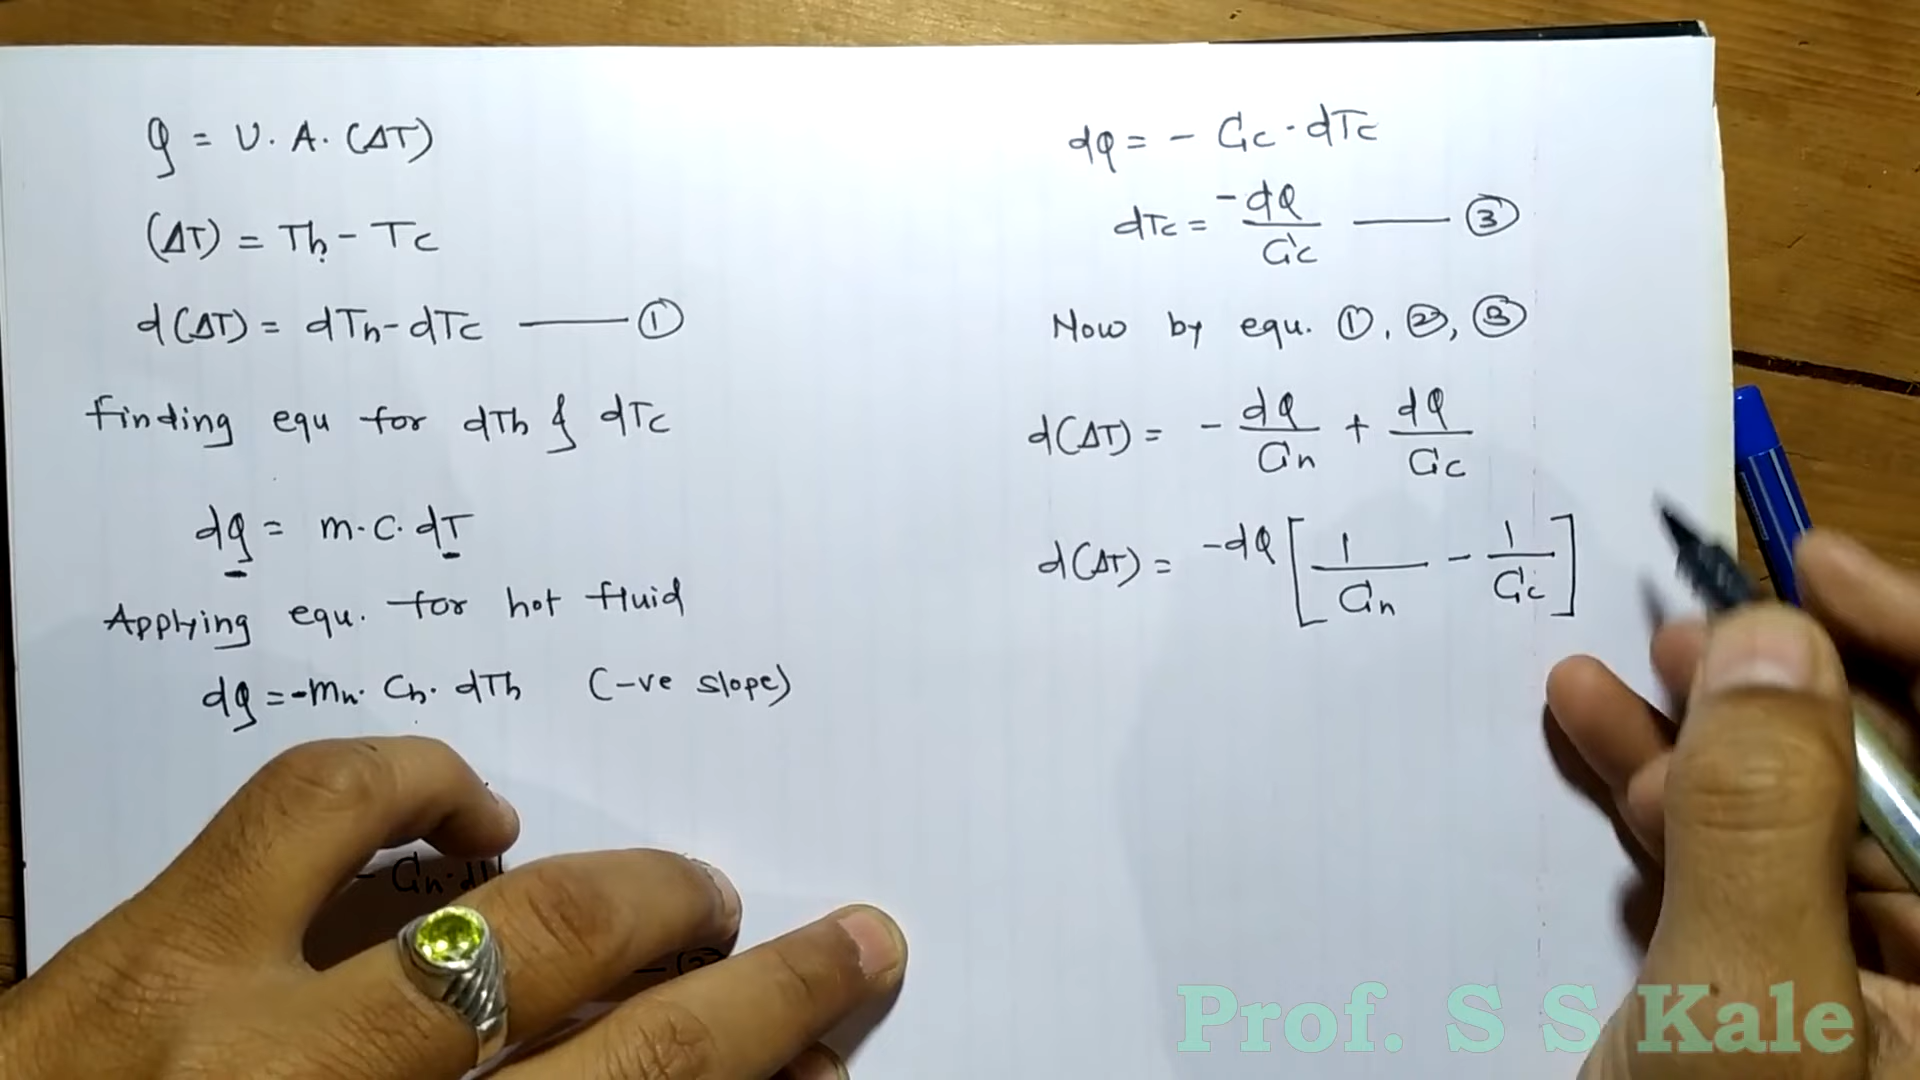 Q = U. A. (ΔT)
(ΔT) = Th - Tc
d(ΔT) = dTh - dTc —— ①
Finding equ for dTh & dTc
dQ = m. c. dT
Applying equ. for hot fluid
dQ = -mh. Ch. dTh (-ve slope)
- Ch. dT
dQ = - Cc · dTc
dTc = -dQ/Cc —— ③
Now by equ. ①, ②, ③
d(ΔT) = - dQ/Ch + dQ/Cc
d(ΔT) = -dQ [1/Ch - 1/Cc]
Prof. S S Kale